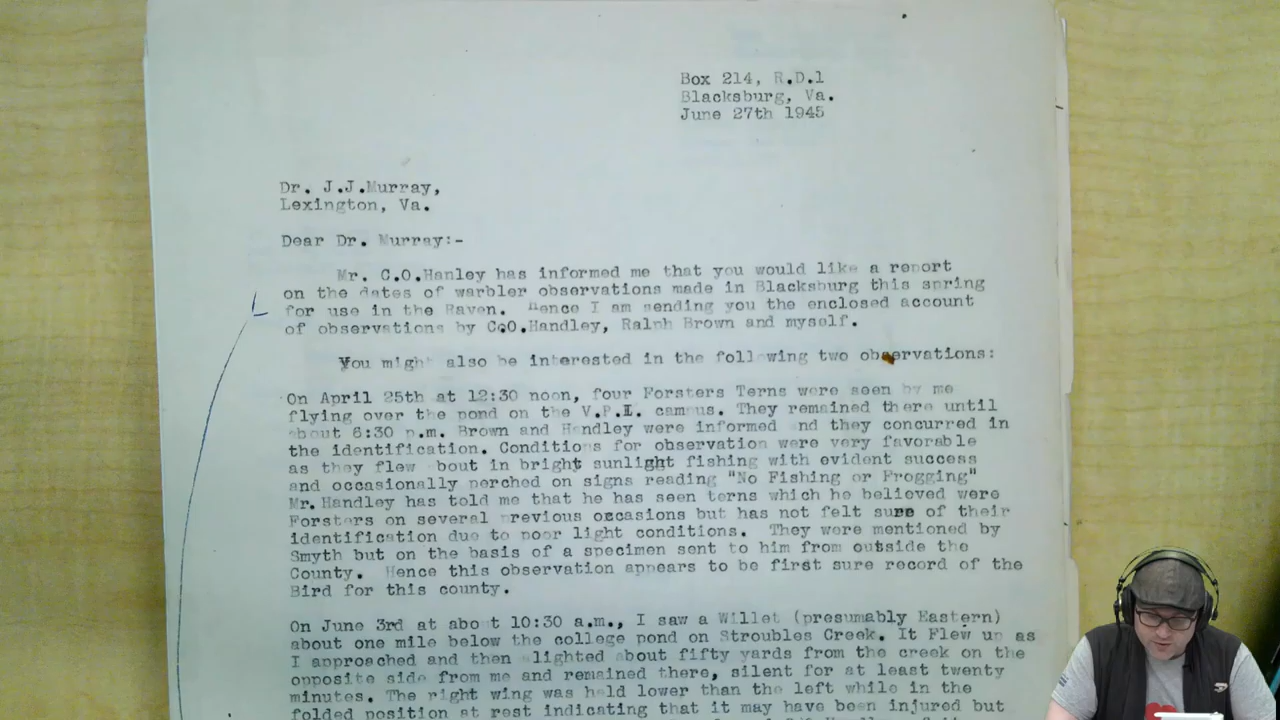 Box 214, R.D.1
Blacksburg, Va.
June 27th 1945
Dr. J.J.Murray,
Lexington, Va.
Dear Dr. Murray:-
Mr. C.O.Hanley has informed me that you would like a report
on the dates of warbler observations made in Blacksburg this spring
for use in the Raven. Hence I am sending you the enclosed account
of observations by C.O.Handley, Ralph Brown and myself.
You might also be interested in the following two observations:
On April 25th at 12:30 noon, four Forsters Terns were seen by me
flying over the pond on the V.P.I. campus. They remained there until
about 6:30 p.m. Brown and Handley were informed and they concurred in
the identification. Conditions for observation were very favorable
as they flew about in bright sunlight fishing with evident success
and occasionally perched on signs reading "No Fishing or Frogging"
Mr. Handley has told me that he has seen terns which he believed were
Forsters on several previous occasions but has not felt sure of their
identification due to poor light conditions. They were mentioned by
Smyth but on the basis of a specimen sent to him from outside the
County. Hence this observation appears to be first sure record of the
Bird for this county.
On June 3rd at about 10:30 a.m., I saw a Willet (presumably Eastern)
about one mile below the college pond on Stroubles Creek. It Flew up as
I approached and then alighted about fifty yards from the creek on the
opposite side from me and remained there, silent for at least twenty
minutes. The right wing was held lower than the left while in the
folded position at rest indicating that it may have been injured but